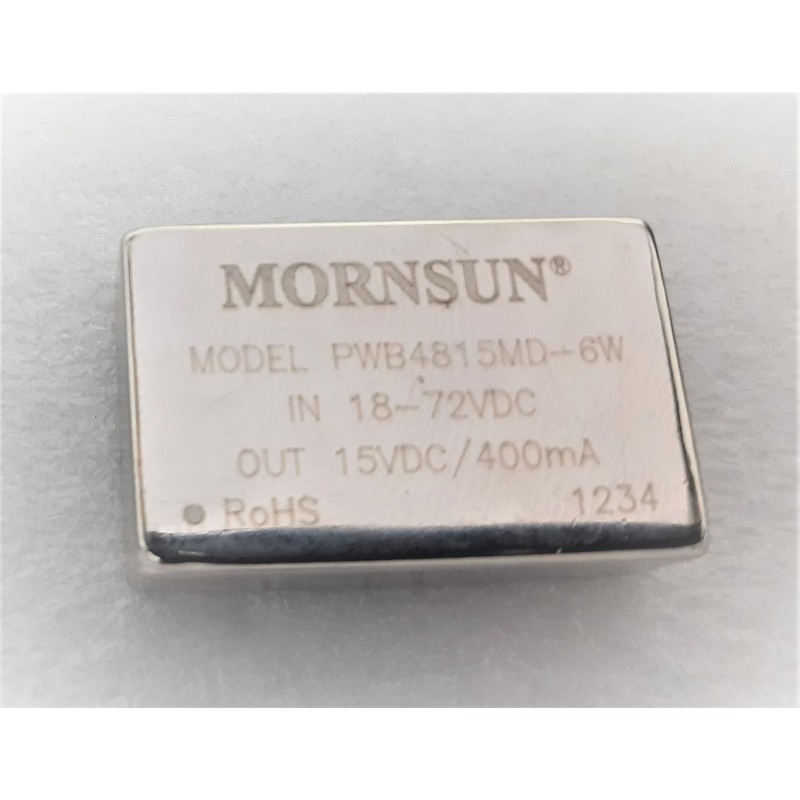 MORNSUN®
MODEL PWB4815MD-6W
IN 18-72VDC
OUT 15VDC/400mA
RoHS 1234